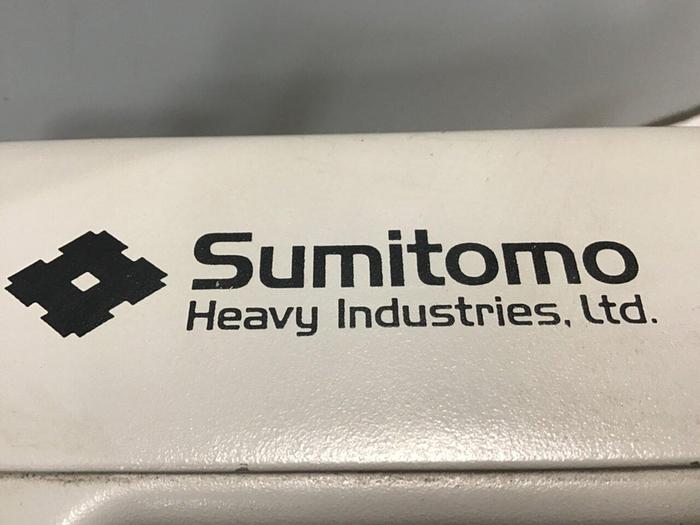 Sumitomo
Heavy Industries, Ltd.